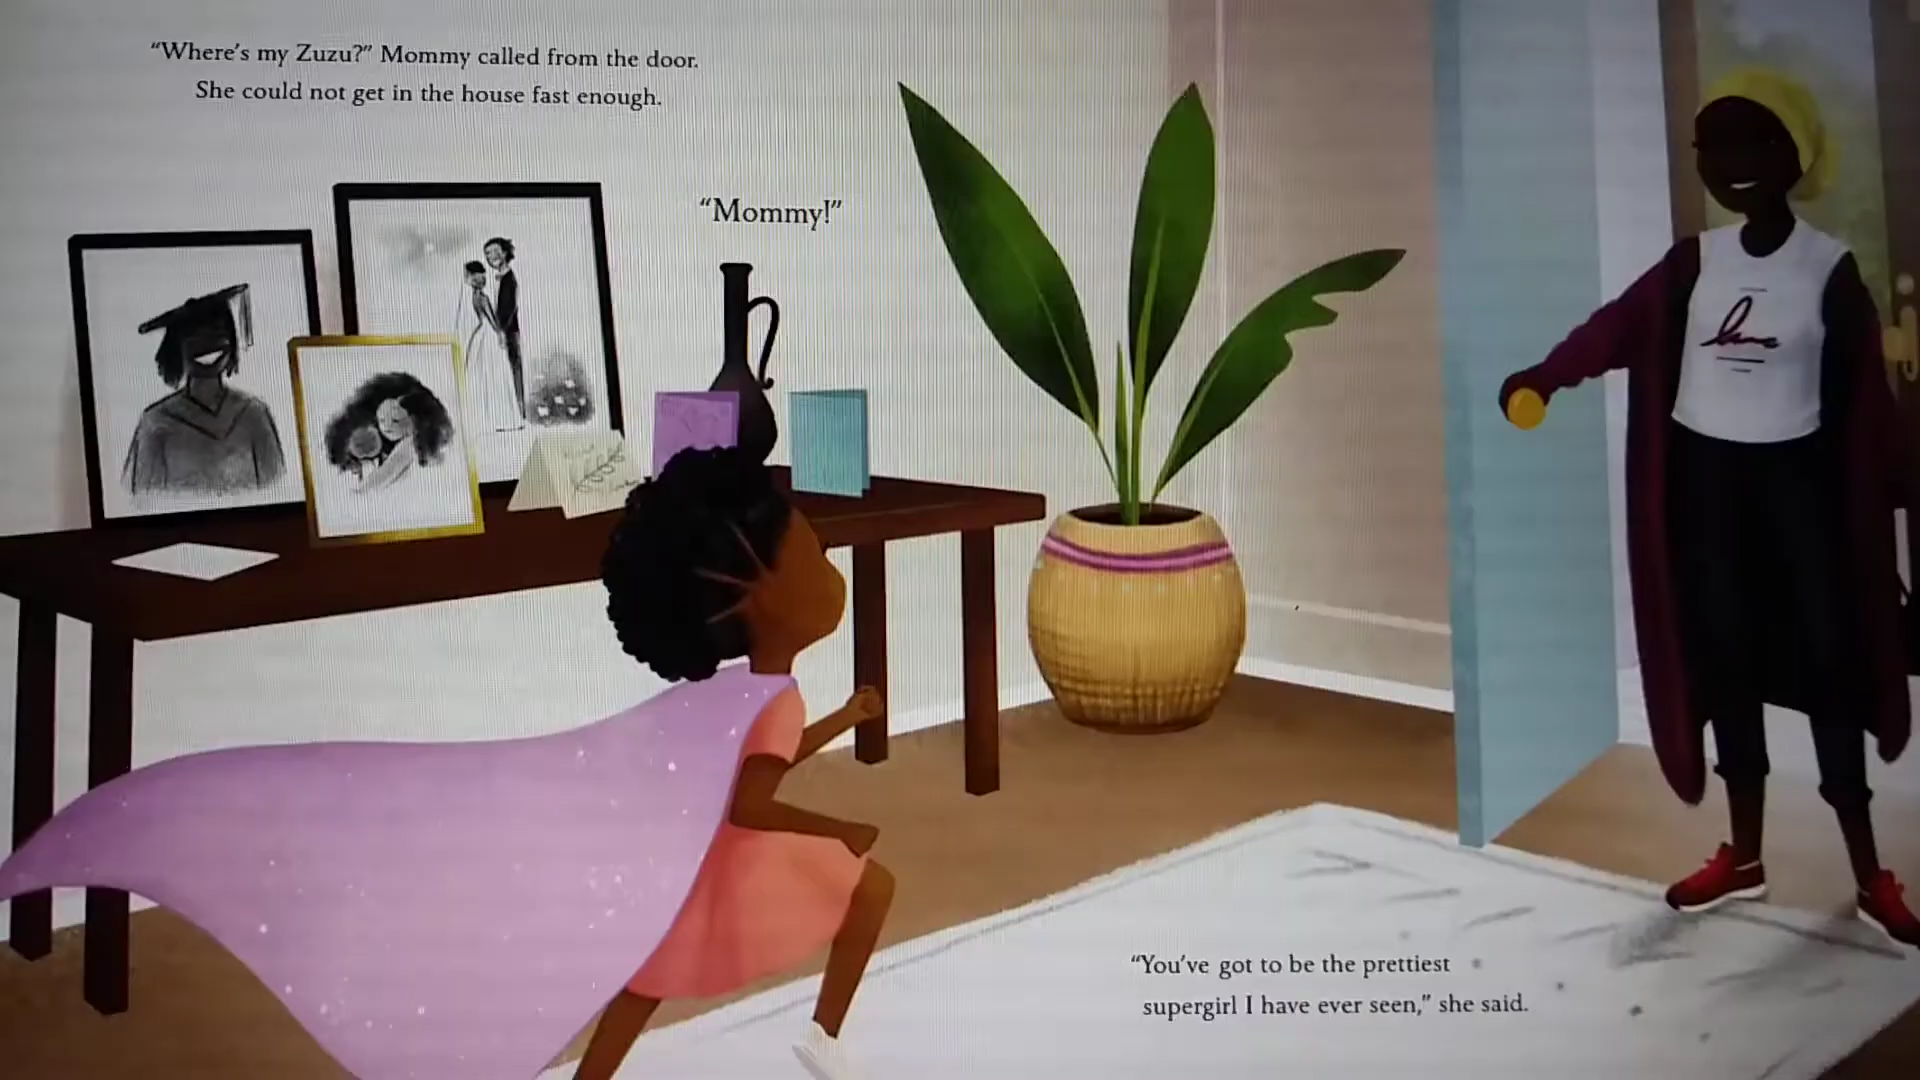 “Where’s my Zuzu?” Mommy called from the door.
She could not get in the house fast enough.
“Mommy!”
“You’ve got to be the prettiest
supergirl I have ever seen,” she said.